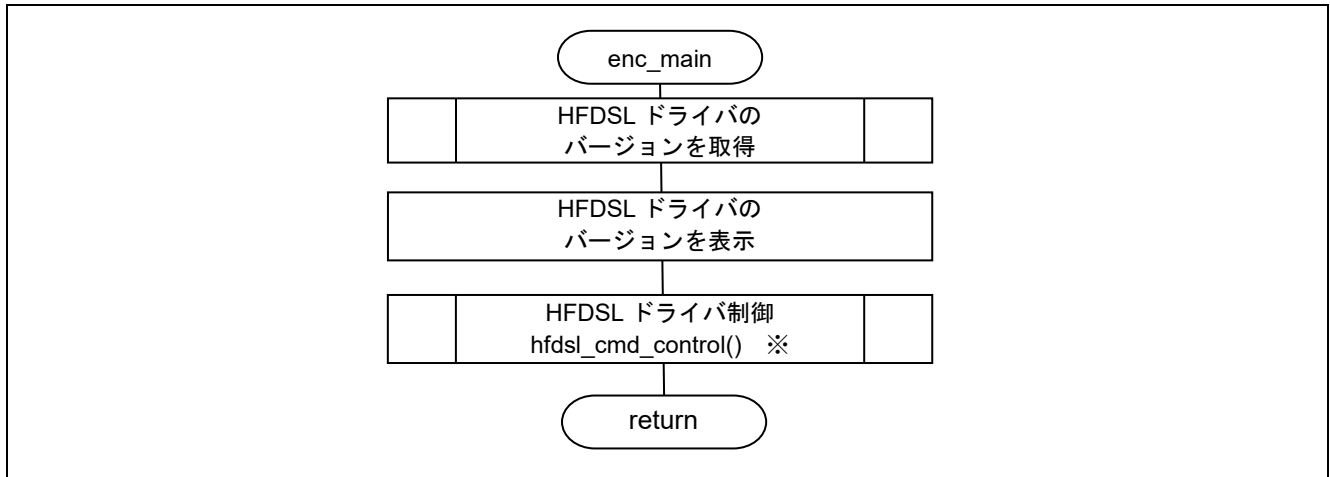 enc_main
HFDSL ドライバの
バージョンを取得
HFDSL ドライバの
バージョンを表示
HFDSL ドライバ制御
hfdsl_cmd_control() ※
return